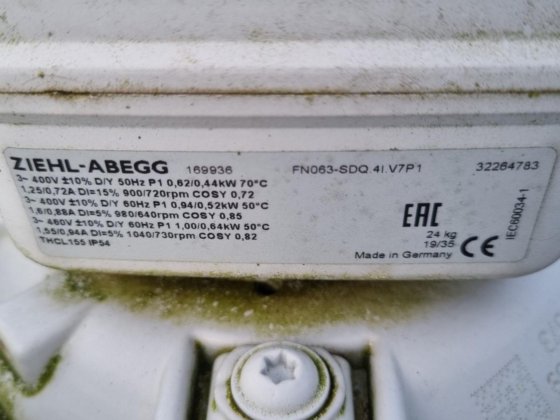 ZIEHL-ABEGG 169936 FN063-SDQ.4I.V7P1 32264783
3~ 400V ±10% D/Y 50Hz P1 0,62/0,44kW 70°C
1,25/0,72A DI=15% 900/720rpm COSY 0,72
3~ 400V ±10% D/Y 60Hz P1 0,94/0,52kW 50°C
1,6/0,88A DI=5% 980/640rpm COSY 0,85
3~ 460V ±10% D/Y 60Hz P1 1,00/0,64kW 50°C
1,55/0,94A DI=5% 1040/730rpm COSY 0,82
THCL155 IP54
EAC
24 kg
19/35
Made in Germany
CE
IEC60034-1